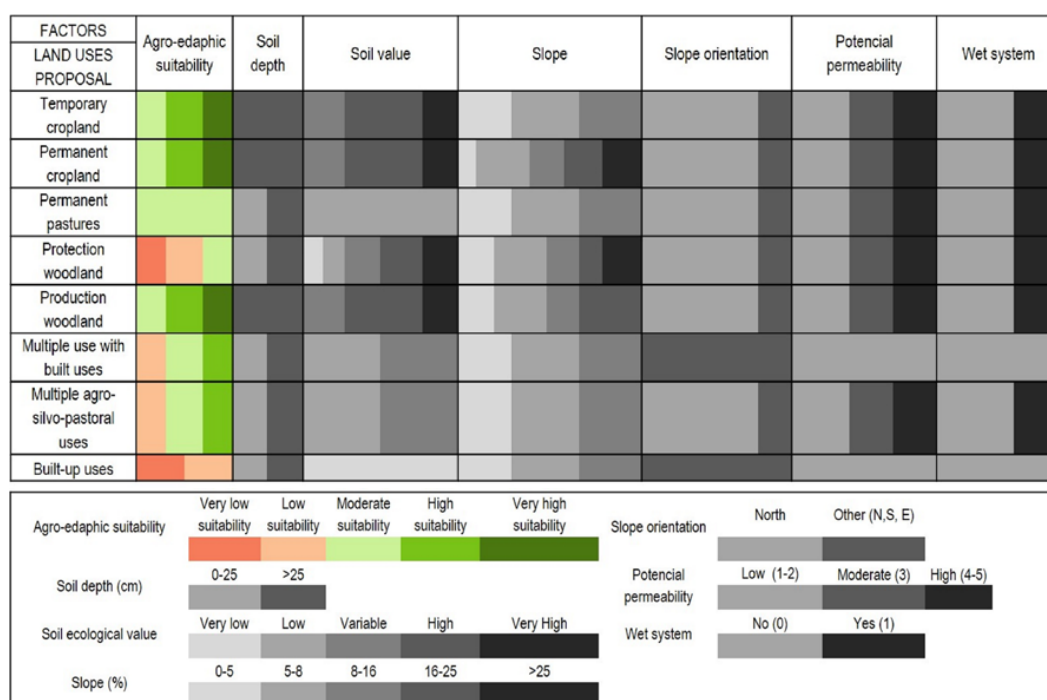 FACTORS
LAND USES
PROPOSAL
Agro-edaphic
suitability
Soil
depth
Soil value
Slope
Slope orientation
Potencial
permeability
Wet system
Temporary
cropland
Permanent
cropland
Permanent
pastures
Protection
woodland
Production
woodland
Multiple use with
built uses
Multiple agro-
silvo-pastoral
uses
Built-up uses
Agro-edaphic suitability
Very low
suitability
Low
suitability
Moderate
suitability
High
suitability
Very high
suitability
Soil depth (cm)
0-25
>25
Soil ecological value
Very low
Low
Variable
High
Very High
Slope (%)
0-5
5-8
8-16
16-25
>25
Slope orientation
North
Other (N,S, E)
Potencial
permeability
Low (1-2)
Moderate (3)
High (4-5)
Wet system
No (0)
Yes (1)